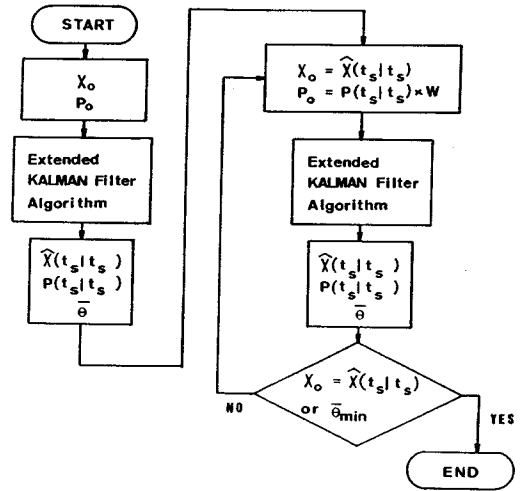 START
X₀
P₀
Extended
KALMAN Filter
Algorithm
X̂(tₛ|tₛ)
P(tₛ|tₛ)
θ̅
X₀ = X̂(tₛ|tₛ)
P₀ = P(tₛ|tₛ)×W
Extended
KALMAN Filter
Algorithm
X̂(tₛ|tₛ)
P(tₛ|tₛ)
θ̅
X₀ = X̂(tₛ|tₛ)
or θ̅min
NO
YES
END